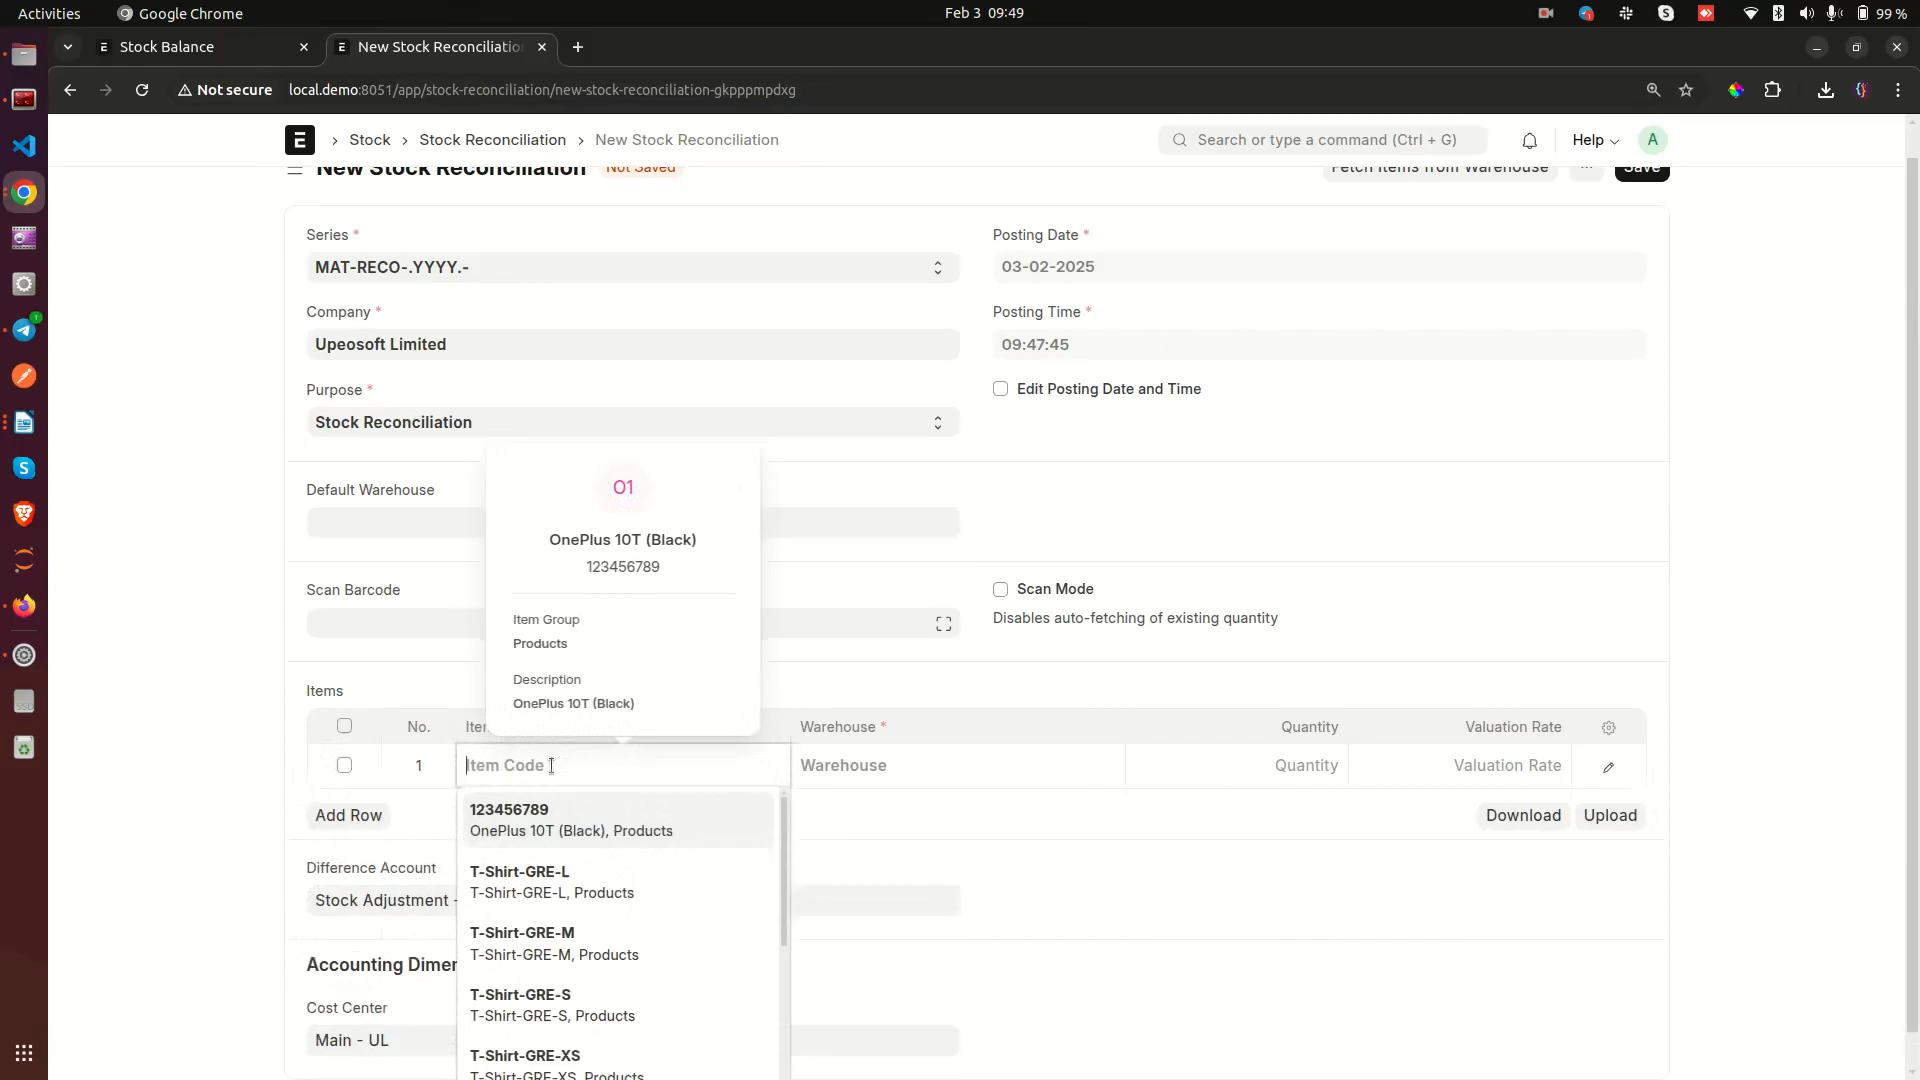 Activities
Google Chrome
Feb 3 09:49
99 %
Stock Balance
New Stock Reconciliatio
Not secure
local.demo:8051/app/stock-reconciliation/new-stock-reconciliation-gkpppmpdxg
E
Stock
Stock Reconciliation
New Stock Reconciliation
Search or type a command (Ctrl + G)
Help
A
New Stock Reconciliation
Not Saved
Fetch Items from Warehouse
Save
Series *
MAT-RECO-.YYYY.-
Posting Date *
03-02-2025
Company *
Upeosoft Limited
Posting Time *
09:47:45
Purpose *
Stock Reconciliation
Edit Posting Date and Time
Default Warehouse
O1
OnePlus 10T (Black)
123456789
Item Group
Products
Description
OnePlus 10T (Black)
Scan Barcode
Scan Mode
Disables auto-fetching of existing quantity
Items
No.
Warehouse *
Quantity
Valuation Rate
1
Item Code
Warehouse
Quantity
Valuation Rate
123456789
OnePlus 10T (Black), Products
T-Shirt-GRE-L
T-Shirt-GRE-L, Products
T-Shirt-GRE-M
T-Shirt-GRE-M, Products
T-Shirt-GRE-S
T-Shirt-GRE-S, Products
T-Shirt-GRE-XS
T-Shirt-GRE-XS, Products
Add Row
Download
Upload
Difference Account
Stock Adjustment -
Accounting Dimen
Cost Center
Main - UL